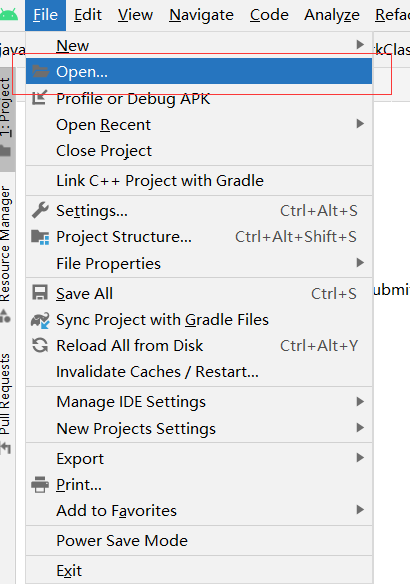 File Edit View Navigate Code Analyze Refac
java
New
ckClas
Open...
Profile or Debug APK
Open Recent
Close Project
Link C++ Project with Gradle
Settings... Ctrl+Alt+S
Project Structure... Ctrl+Alt+Shift+S
File Properties
Save All Ctrl+S
ubmi
Sync Project with Gradle Files
Reload All from Disk Ctrl+Alt+Y
Invalidate Caches / Restart...
Manage IDE Settings
New Projects Settings
Export
Print...
Add to Favorites
Power Save Mode
Exit
1: Project
Resource Manager
Pull Requests